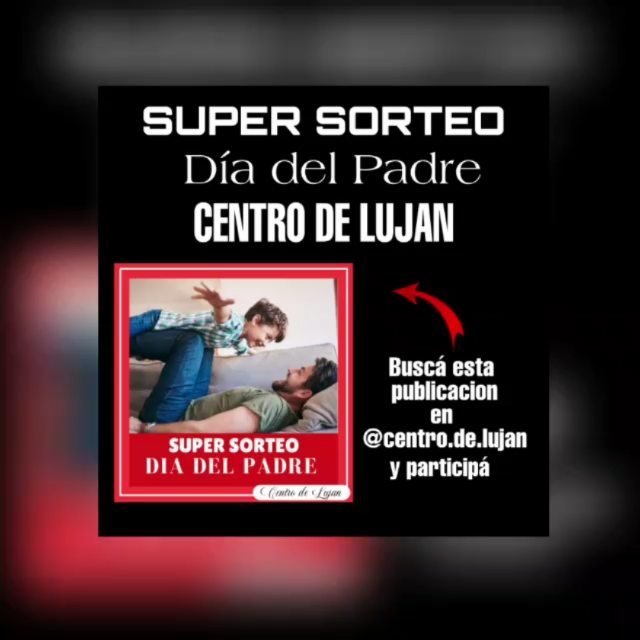 SUPER SORTEO
Día del Padre
CENTRO DE LUJAN
SUPER SORTEO
DIA DEL PADRE
Centro de Lujan
Buscá esta
publicacion
en
@centro.de.lujan
y participá